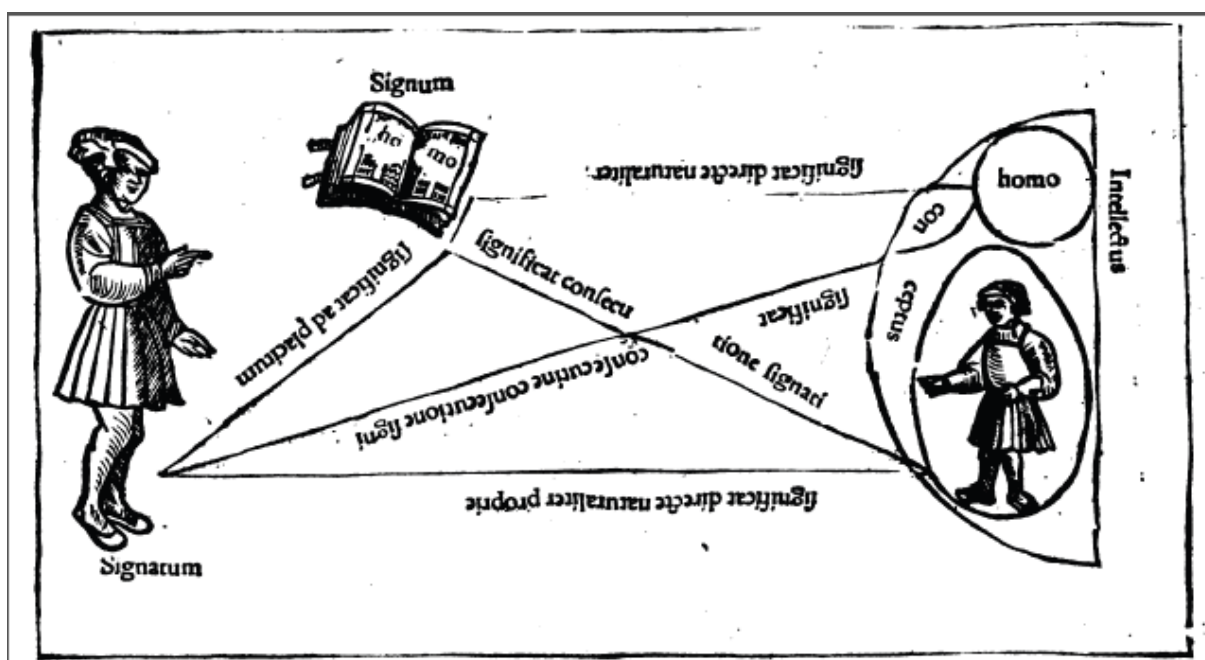 Signum
ho
mo
significat directe naturaliter.
homo
con
ceptus
Intellectus
significat ad placitum
significat consecu
tione signati
significat
consecutiue consecutione signi
significat directe naturaliter proprie
Signatum